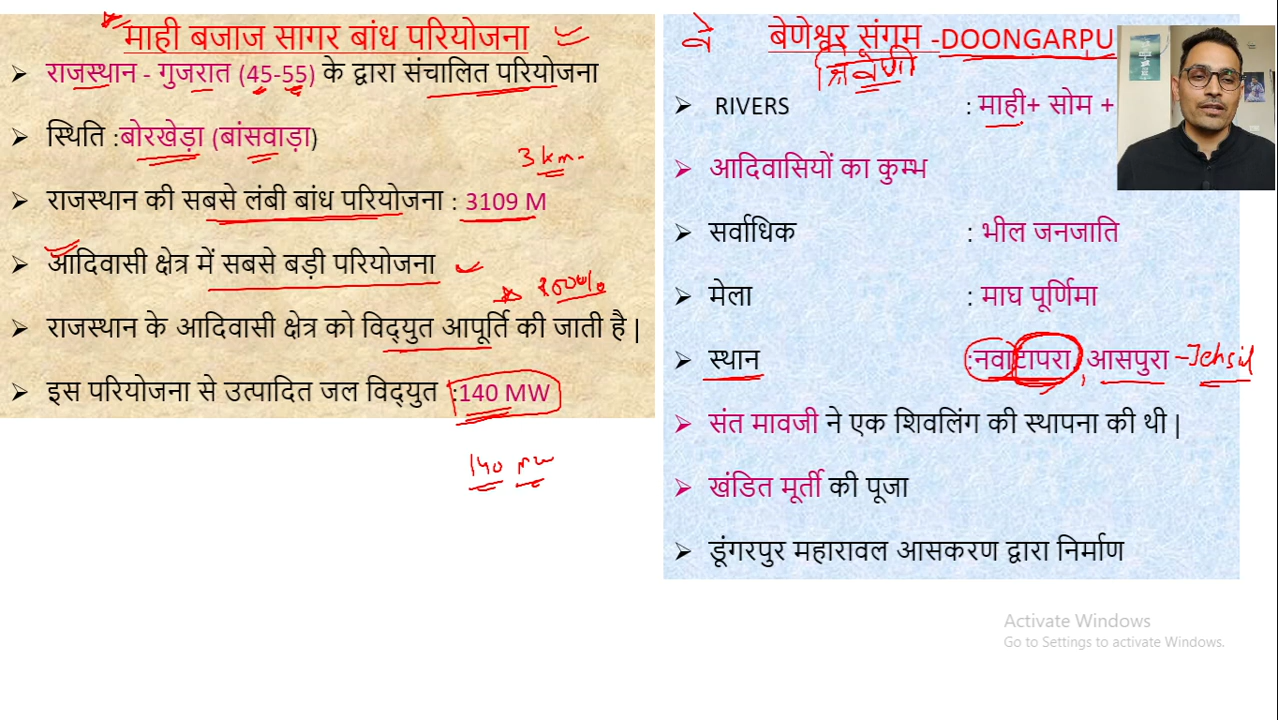 माही बजाज सागर बांध परियोजना
राजस्थान - गुजरात (45-55) के द्वारा संचालित परियोजना
स्थिति :बोरखेड़ा (बांसवाड़ा)
3 km.
राजस्थान की सबसे लंबी बांध परियोजना : 3109 M
आदिवासी क्षेत्र में सबसे बड़ी परियोजना
राजस्थान के आदिवासी क्षेत्र को विद्युत आपूर्ति की जाती है |
इस परियोजना से उत्पादित जल विद्युत :140 MW
140 mw
बेणेश्वर संगम -DOONGARPU
त्रिवेणी
RIVERS : माही+ सोम +
आदिवासियों का कुम्भ
सर्वाधिक : भील जनजाति
मेला : माघ पूर्णिमा
स्थान :नवाटापरा, आसपुरा - Tehsil
संत मावजी ने एक शिवलिंग की स्थापना की थी |
खंडित मूर्ती की पूजा
डूंगरपुर महारावल आसकरण द्वारा निर्माण
Activate Windows
Go to Settings to activate Windows.